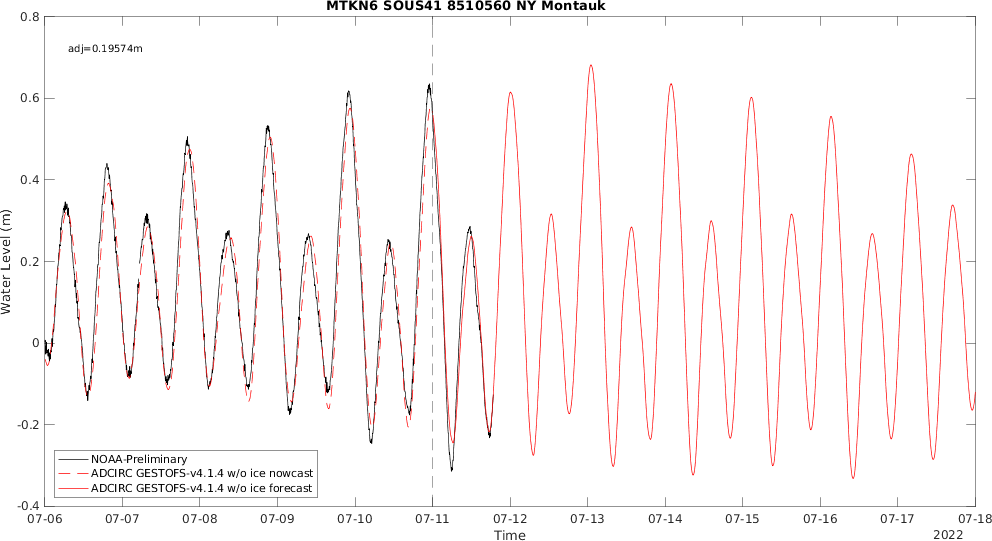 MTKN6 SOUS41 8510560 NY Montauk
adj=0.19574m
0.8
0.6
0.4
0.2
0
-0.2
-0.4
Water Level (m)
NOAA-Preliminary
ADCIRC GESTOFS-v4.1.4 w/o ice nowcast
ADCIRC GESTOFS-v4.1.4 w/o ice forecast
07-06 07-07 07-08 07-09 07-10 07-11 07-12 07-13 07-14 07-15 07-16 07-17 07-18
Time
2022